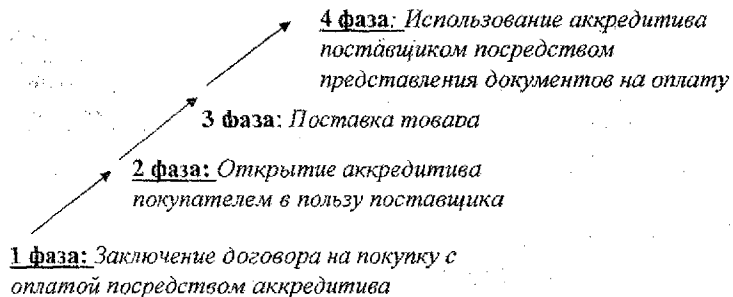 4 фаза: Использование аккредитива
поставщиком посредством
представления документов на оплату
3 фаза: Поставка товара
2 фаза: Открытие аккредитива
покупателем в пользу поставщика
1 фаза: Заключение договора на покупку с
оплатой посредством аккредитива